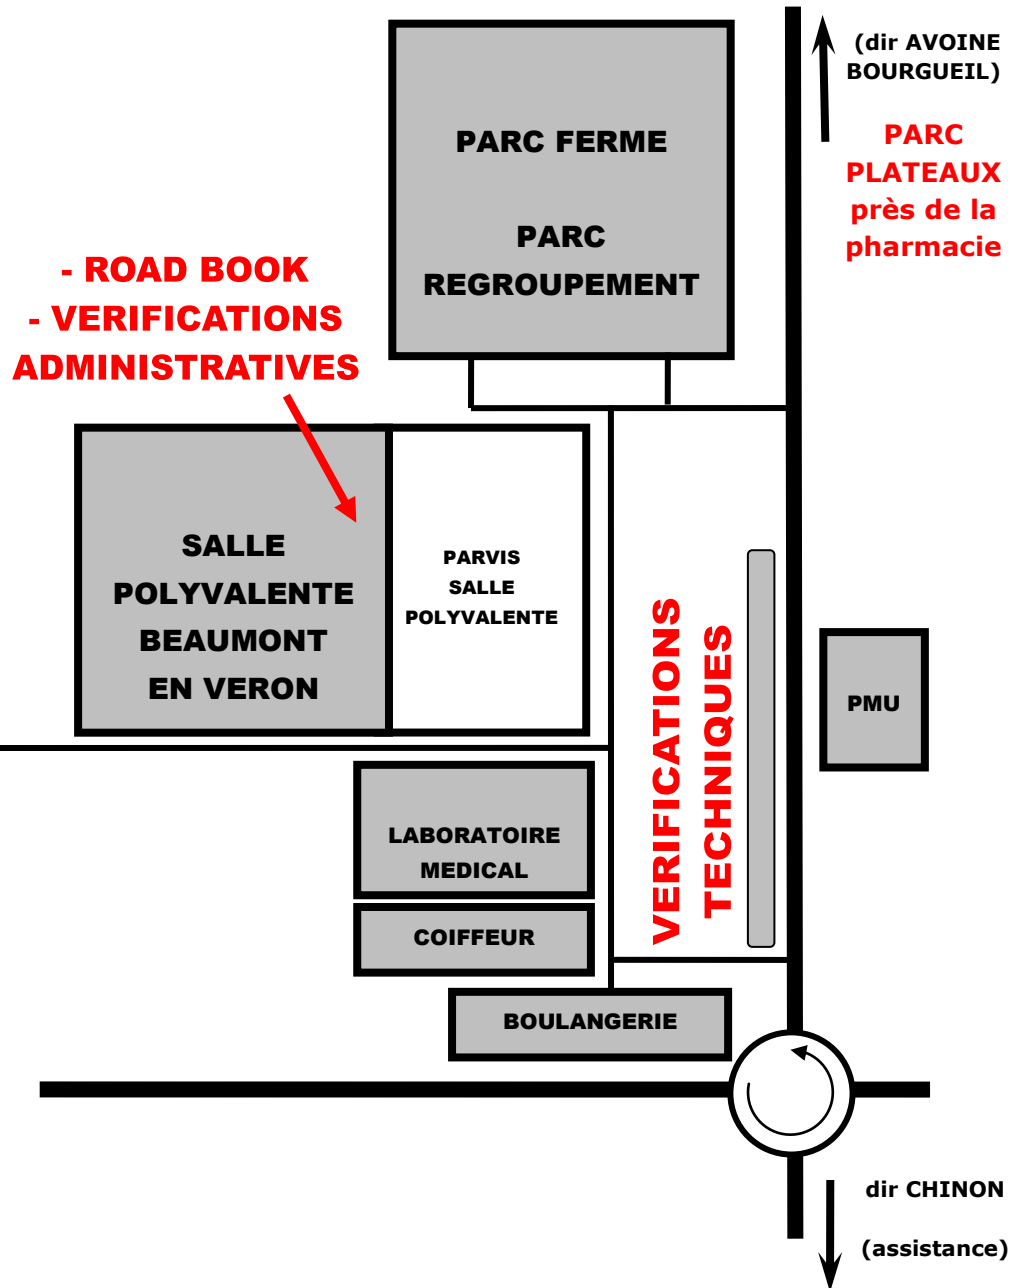 (dir AVOINE
BOURGUEIL)
PARC
PLATEAUX
près de la
pharmacie
PARC FERME
PARC
REGROUPEMENT
- ROAD BOOK
- VERIFICATIONS
ADMINISTRATIVES
SALLE
POLYVALENTE
BEAUMONT
EN VERON
PARVIS
SALLE
POLYVALENTE
VERIFICATIONS
TECHNIQUES
PMU
LABORATOIRE
MEDICAL
COIFFEUR
BOULANGERIE
dir CHINON
(assistance)